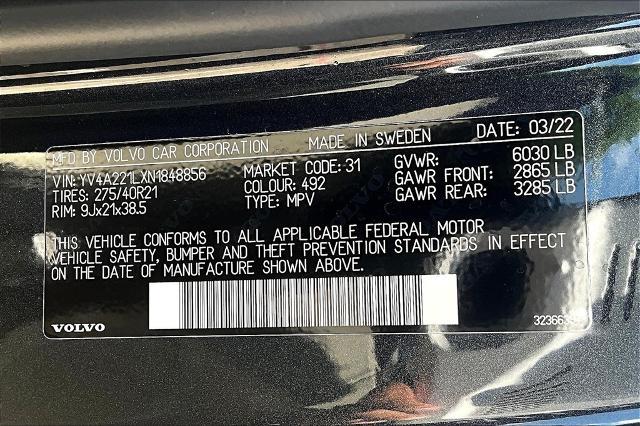 MFD BY VOLVO CAR CORPORATION MADE IN SWEDEN DATE: 03/22
VIN: YV4A221LXN1848856 MARKET CODE: 31 GVWR: 6030 LB
TIRES: 275/40R21 COLOUR: 492 GAWR FRONT: 2865 LB
RIM: 9Jx21x38.5 TYPE: MPV GAWR REAR: 3285 LB
THIS VEHICLE CONFORMS TO ALL APPLICABLE FEDERAL MOTOR
VEHICLE SAFETY, BUMPER AND THEFT PREVENTION STANDARDS IN EFFECT
ON THE DATE OF MANUFACTURE SHOWN ABOVE.
VOLVO